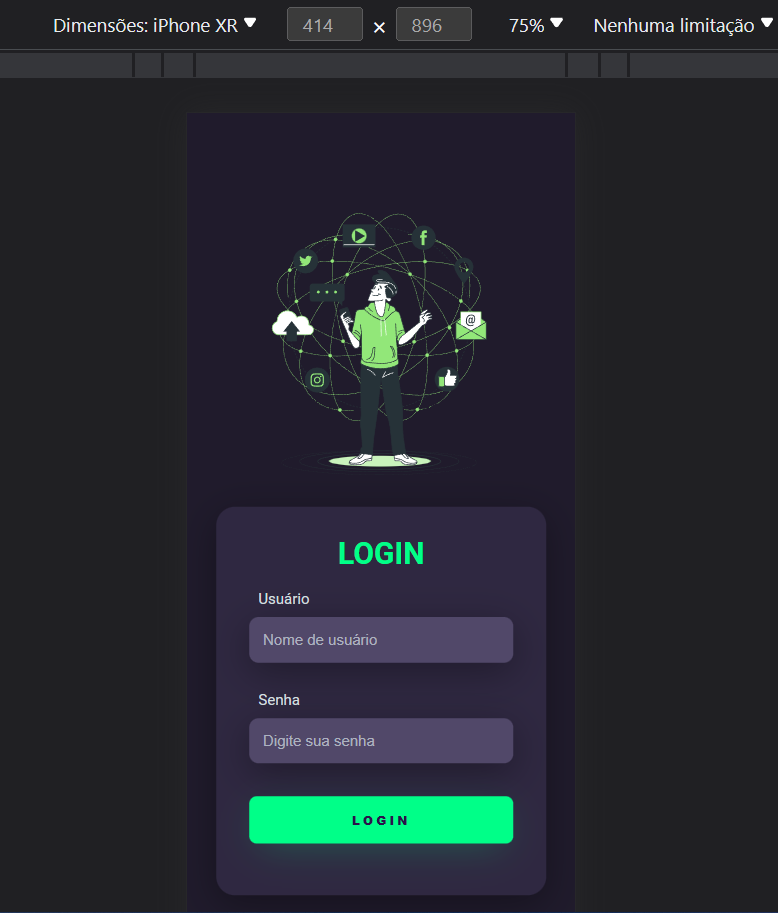 Dimensões: iPhone XR 414 × 896 75% Nenhuma limitação
@
LOGIN
Usuário
Nome de usuário
Senha
Digite sua senha
LOGIN